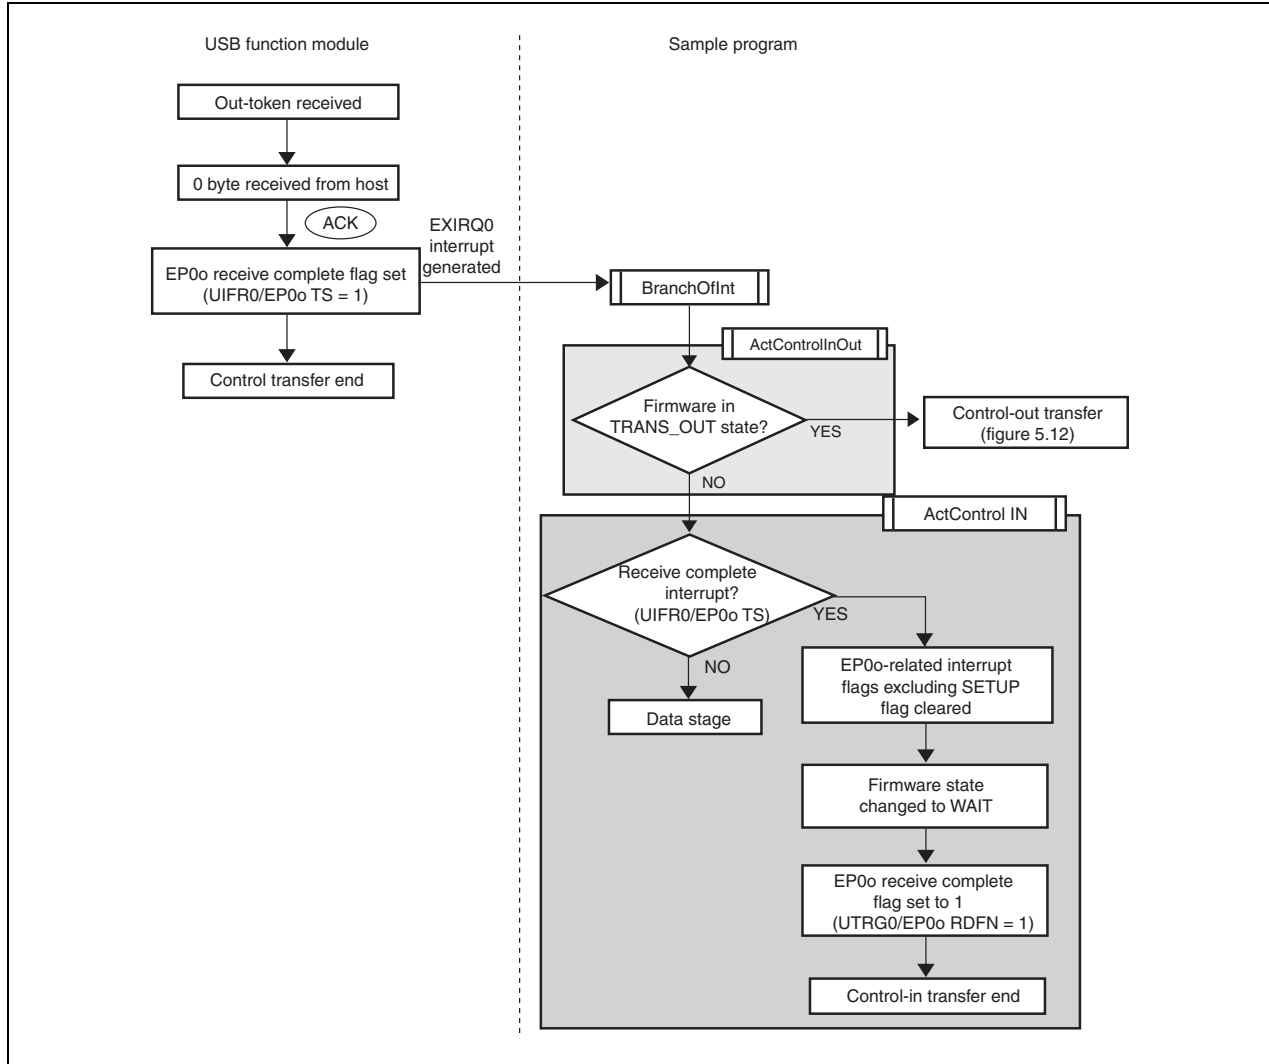 USB function module
Sample program
Out-token received
0 byte received from host
ACK
EXIRQ0
interrupt
generated
EP0o receive complete flag set
(UIFR0/EP0o TS = 1)
BranchOfInt
Control transfer end
ActControlInOut
Firmware in
TRANS_OUT state?
YES
Control-out transfer
(figure 5.12)
NO
ActControl IN
Receive complete
interrupt?
(UIFR0/EP0o TS)
YES
NO
Data stage
EP0o-related interrupt
flags excluding SETUP
flag cleared
Firmware state
changed to WAIT
EP0o receive complete
flag set to 1
(UTRG0/EP0o RDFN = 1)
Control-in transfer end